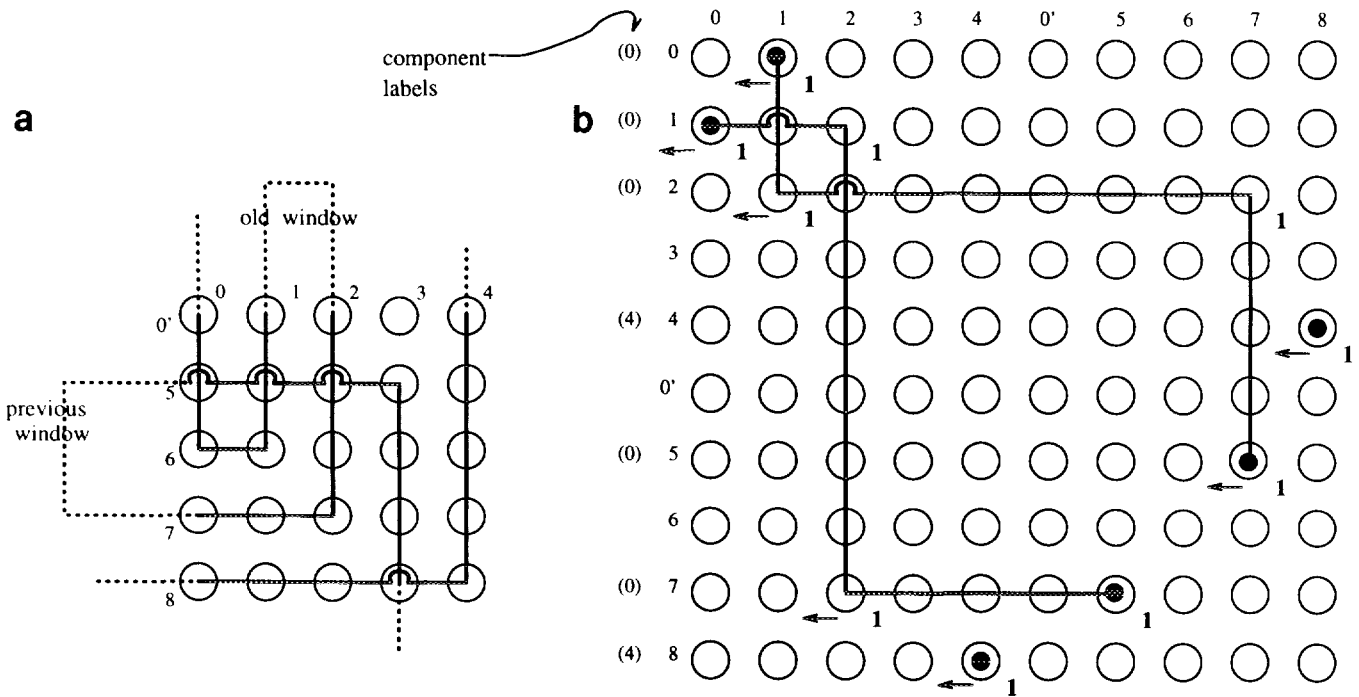 component
labels
a
old window
0 1 2 3 4
0'
5
previous
window
6
7
8
b
0 1 2 3 4 0' 5 6 7 8
(0) 0
1
(0) 1
1 1
(0) 2
1 1
3
(4) 4
1
0'
(0) 5
1
6
(0) 7
1 1
(4) 8
1